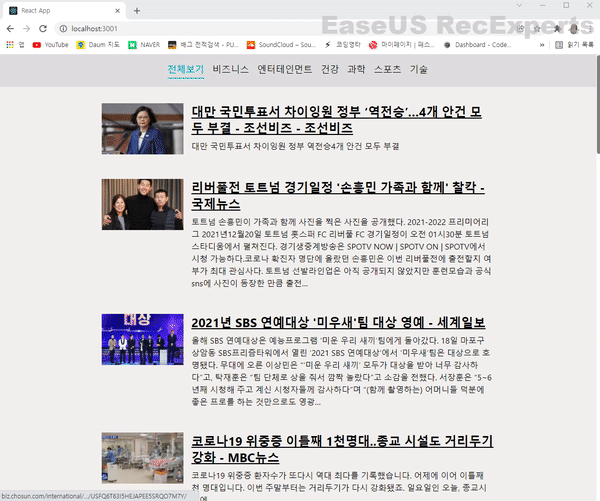 React App
EaseUS RecExperts
localhost:3001
앱
YouTube
Daum 지도
NAVER
배그 전적검색 - PU...
SoundCloud – Sou...
코딩앙마
마이페이지 | 패스...
Dashboard - Codes...
»
읽기 목록
전체보기 비즈니스 엔터테인먼트 건강 과학 스포츠 기술
대만 국민투표서 차이잉원 정부 ‘역전승’...4개 안건 모
두 부결 - 조선비즈 - 조선비즈
대만 국민투표서 차이잉원 정부 역전승4개 안건 모두 부결
리버풀전 토트넘 경기일정 '손흥민 가족과 함께' 찰칵 -
국제뉴스
토트넘 손흥민이 가족과 함께 사진을 찍은 사진을 공개했다. 2021-2022 프리미어리
그 2021년12월20일 토트넘 홋스퍼 FC 리버풀 FC 경기일정이 오전 01시30분 토트넘
스타디움에서 펼쳐진다. 경기생중계방송은 SPOTV NOW | SPOTV ON | SPOTV에서
시청 가능하다.코로나 확진자 명단에 올랐던 손흥민은 이번 리버풀전에 출전할지 여
부가 최대 관심사다. 토트넘 선발라인업은 아직 공개되지 않았지만 훈련모습과 공식
sns에 사진이 등장한 만큼 출전...
대상
2021년 SBS 연예대상 '미우새'팀 대상 영예 - 세계일보
올해 SBS 연예대상은 예능프로그램 ‘미운 우리 새끼’팀에게 돌아갔다. 18일 마포구
상암동 SBS프리즘타워에서 열린 ‘2021 SBS 연예대상’에서 ‘미우새’팀은 대상으로 호
명됐다. 무대에 오른 이상민은 “‘미운 우리 새끼’ 모두가 대상을 받아 너무 감사하
다”고, 탁재훈은 “팀 단체로 상을 줘서 깜짝 놀랐다”고 소감을 전했다. 서장훈은 “5~6
년째 시청해 주고 계신 시청자들께 감사하다”며 “(함께 촬영하는) 어머니들 덕분에
좋은 프로를 하는 것만으로도 영광...
코로나19 위중증 이틀째 1천명대..종교 시설도 거리두기
강화 - MBC뉴스
코로나19 위중증 환자수가 또다시 역대 최다를 기록했습니다. 어제에 이어 이틀째
천 명대입니다. 이번 주말부터는 거리두기가 다시 강화됐죠. 일요일인 오늘, 종교시
에
biz.chosun.com/international/.../USFQ6T63I5HEJAPEE5SRQO7M7Y/